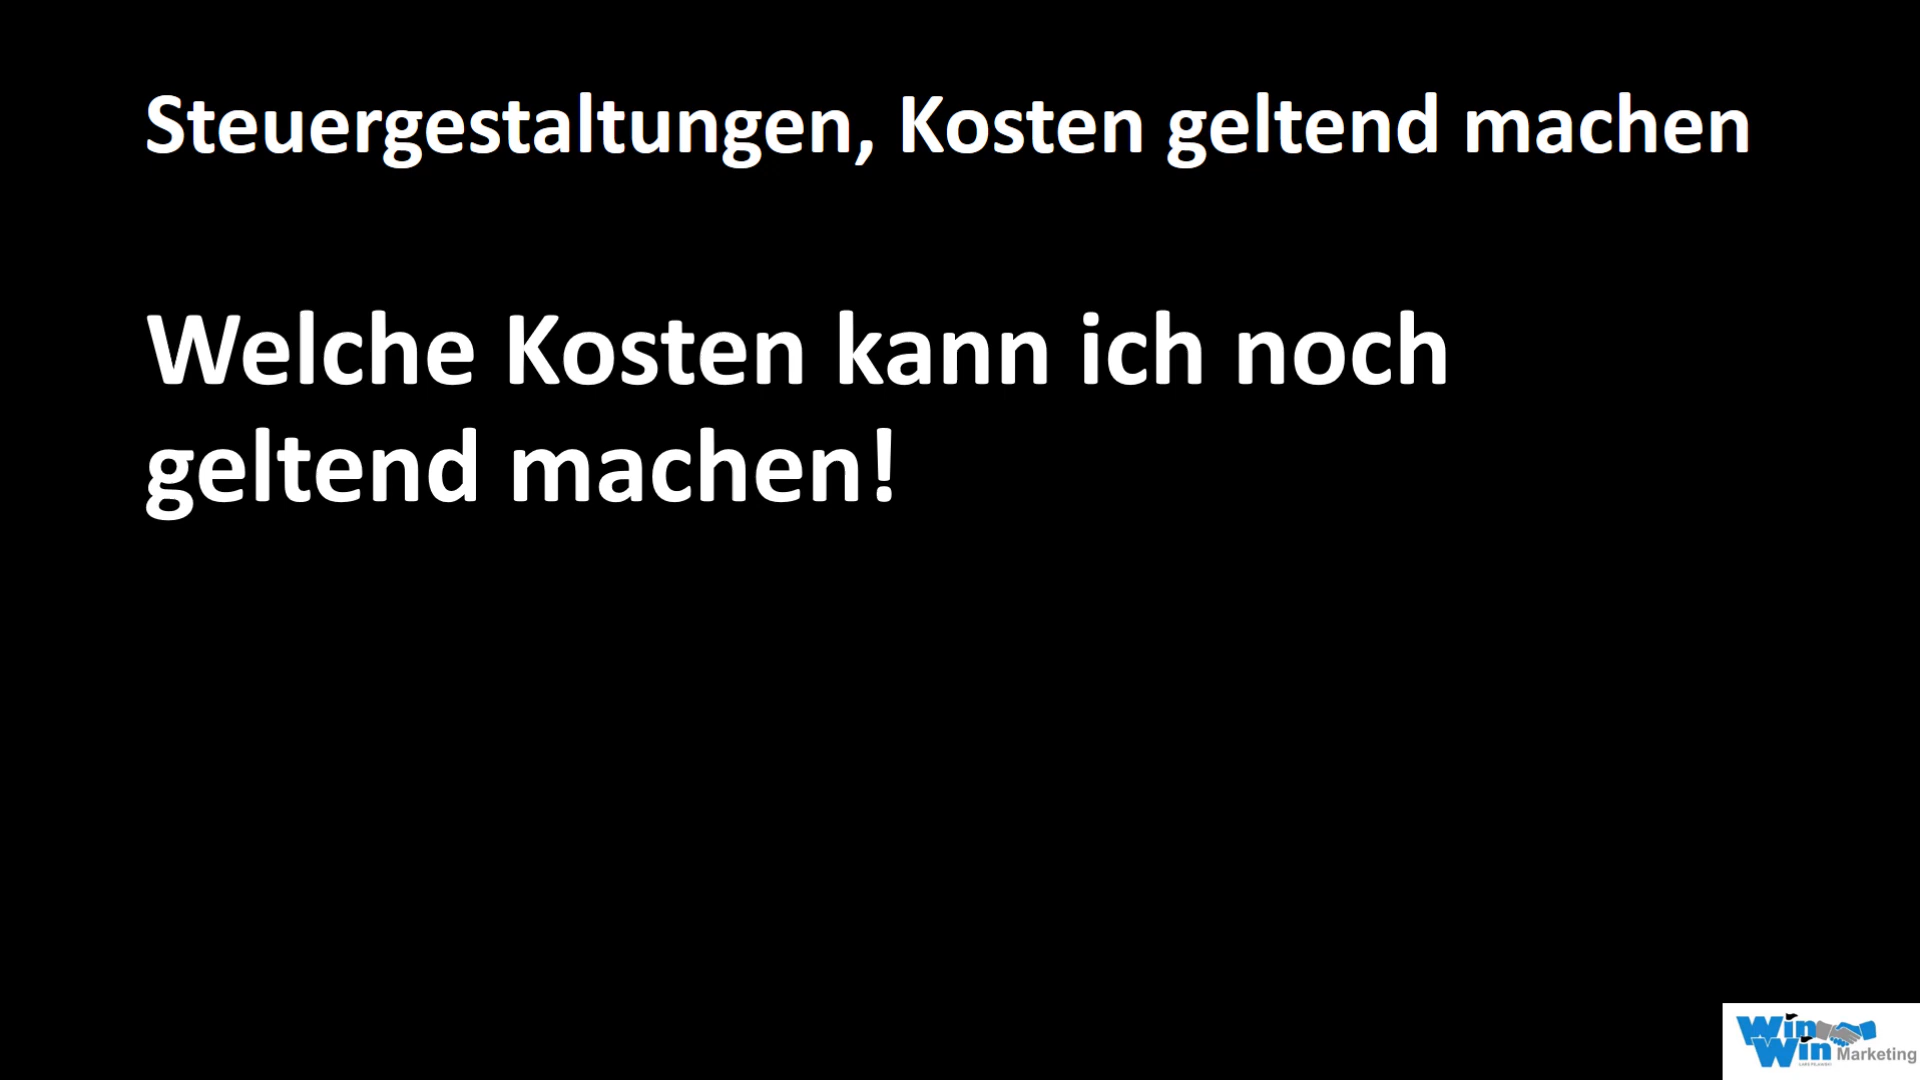 Steuergestaltungen, Kosten geltend machen
Welche Kosten kann ich noch
geltend machen!
Win
Win Marketing